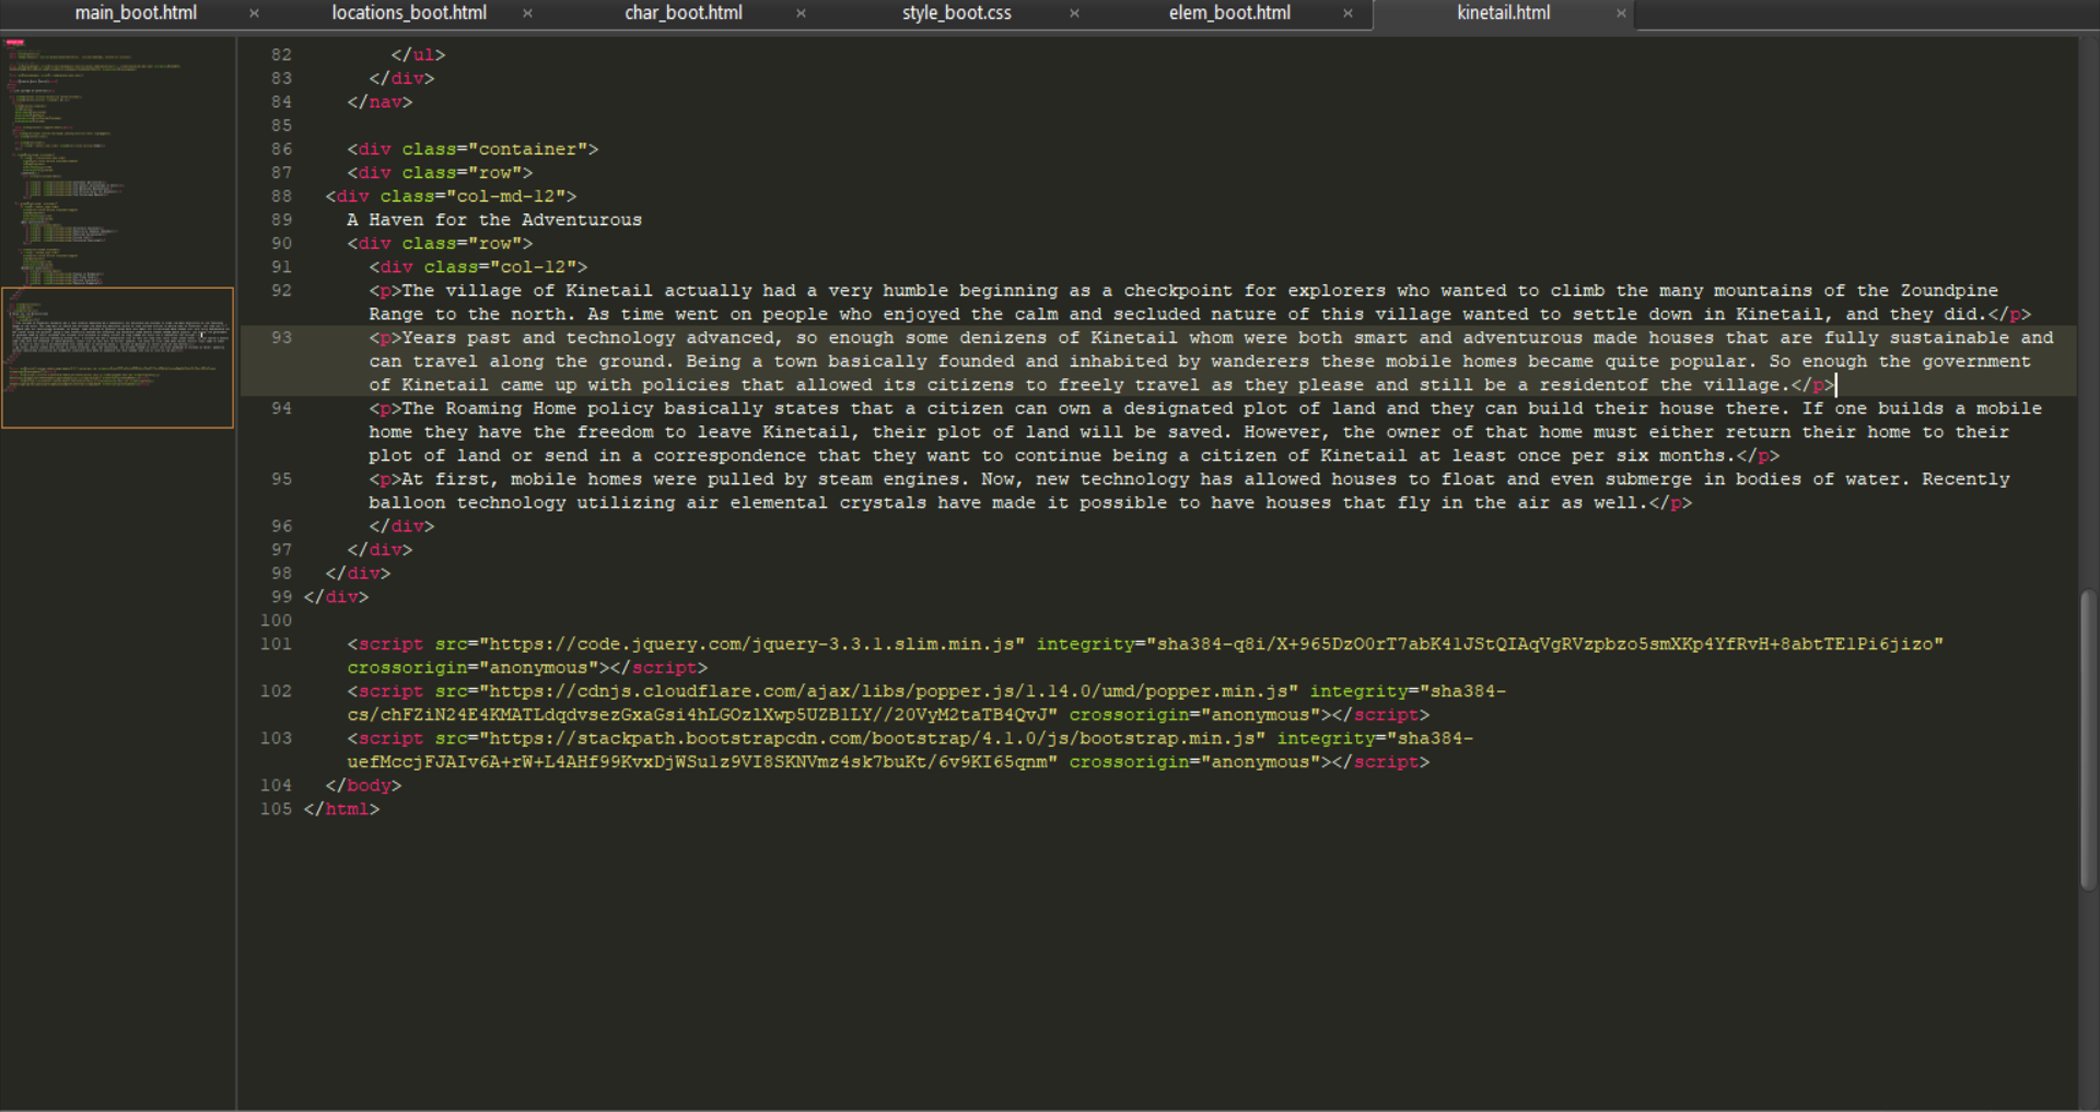 main_boot.html × locations_boot.html × char_boot.html × style_boot.css × elem_boot.html × kinetail.html ×
82 </ul>
83 </div>
84 </nav>
85
86 <div class="container">
87 <div class="row">
88 <div class="col-md-12">
89 A Haven for the Adventurous
90 <div class="row">
91 <div class="col-12">
92 <p>The village of Kinetail actually had a very humble beginning as a checkpoint for explorers who wanted to climb the many mountains of the Zoundpine
Range to the north. As time went on people who enjoyed the calm and secluded nature of this village wanted to settle down in Kinetail, and they did.</p>
93 <p>Years past and technology advanced, so enough some denizens of Kinetail whom were both smart and adventurous made houses that are fully sustainable and
can travel along the ground. Being a town basically founded and inhabited by wanderers these mobile homes became quite popular. So enough the government
of Kinetail came up with policies that allowed its citizens to freely travel as they please and still be a residentof the village.</p>
94 <p>The Roaming Home policy basically states that a citizen can own a designated plot of land and they can build their house there. If one builds a mobile
home they have the freedom to leave Kinetail, their plot of land will be saved. However, the owner of that home must either return their home to their
plot of land or send in a correspondence that they want to continue being a citizen of Kinetail at least once per six months.</p>
95 <p>At first, mobile homes were pulled by steam engines. Now, new technology has allowed houses to float and even submerge in bodies of water. Recently
balloon technology utilizing air elemental crystals have made it possible to have houses that fly in the air as well.</p>
96 </div>
97 </div>
98 </div>
99 </div>
100
101 <script src="https://code.jquery.com/jquery-3.3.1.slim.min.js" integrity="sha384-q8i/X+965DzO0rT7abK41JStQIAqVgRVzpbzo5smXKp4YfRvH+8abtTE1Pi6jizo"
crossorigin="anonymous"></script>
102 <script src="https://cdnjs.cloudflare.com/ajax/libs/popper.js/1.14.0/umd/popper.min.js" integrity="sha384-
cs/chFZiN24E4KMATLdqdvsezGxaGsi4hLGOzlXwp5UZB1LY//20VyM2taTB4QvJ" crossorigin="anonymous"></script>
103 <script src="https://stackpath.bootstrapcdn.com/bootstrap/4.1.0/js/bootstrap.min.js" integrity="sha384-
uefMccjFJAIv6A+rW+L4AHf99KvxDjWSu1z9VI8SKNVmz4sk7buKt/6v9KI65qnm" crossorigin="anonymous"></script>
104 </body>
105 </html>